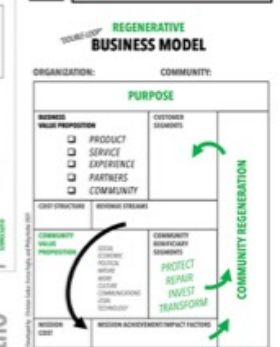 "DOUBLE-LOOP" REGENERATIVE
BUSINESS MODEL
ORGANIZATION: COMMUNITY:
PURPOSE
BUSINESS
VALUE PROPOSITION
PRODUCT
SERVICE
EXPERIENCE
PARTNERS
COMMUNITY
CUSTOMER
SEGMENTS
COMMUNITY REGENERATION
COST STRUCTURE
REVENUE STREAMS
COMMUNITY
VALUE
PROPOSITION
SOCIAL
ECONOMIC
POLITICAL
NATURE
WORK
CULTURE
COMMUNICATIONS
LEGAL
TECHNOLOGY
COMMUNITY
BENIFICIARY
SEGMENTS
PROTECT
REPAIR
INVEST
TRANSFORM
MISSION
COST
MISSION ACHIEVEMENT/IMPACT FACTORS